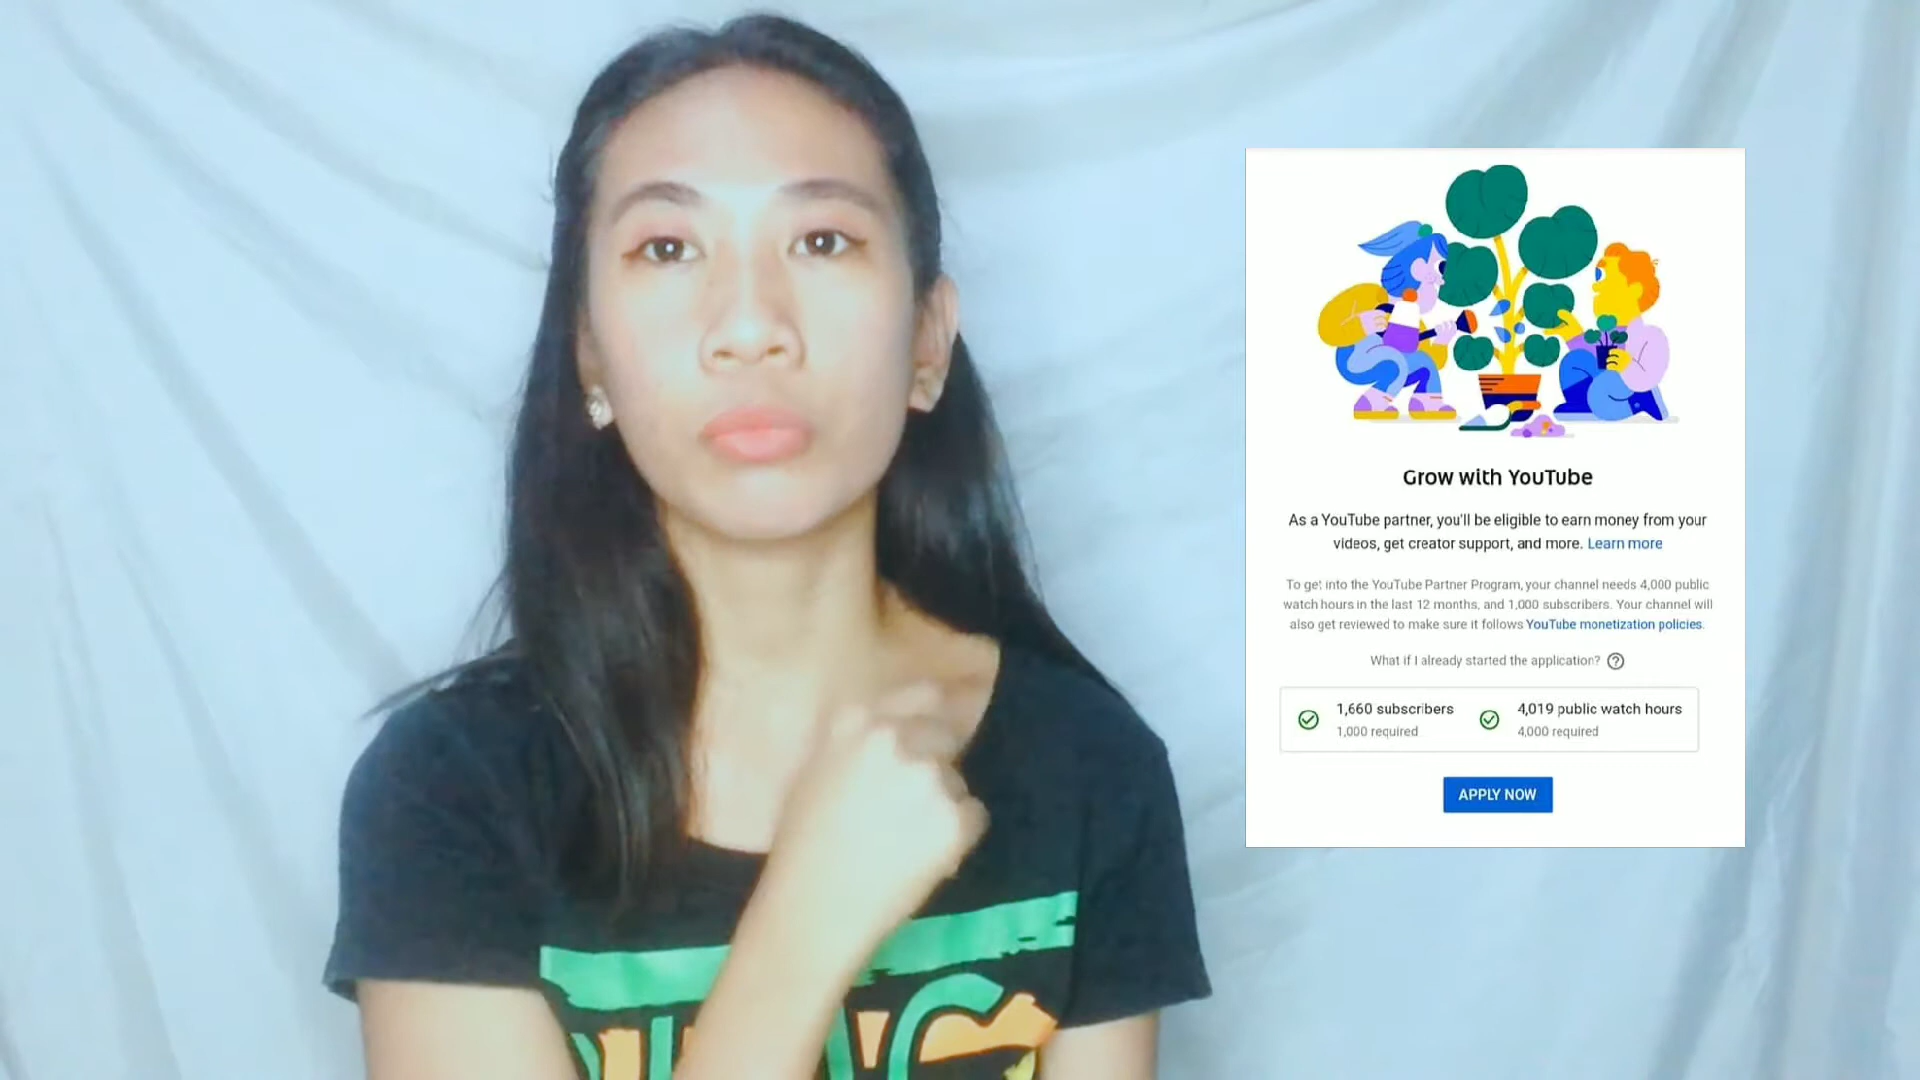 Grow with YouTube
As a YouTube partner, you'll be eligible to earn money from your
videos, get creator support, and more. Learn more
To get into the YouTube Partner Program, your channel needs 4,000 public
watch hours in the last 12 months, and 1,000 subscribers. Your channel will
also get reviewed to make sure it follows YouTube monetization policies.
What if I already started the application? ?
1,660 subscribers
1,000 required
4,019 public watch hours
4,000 required
APPLY NOW